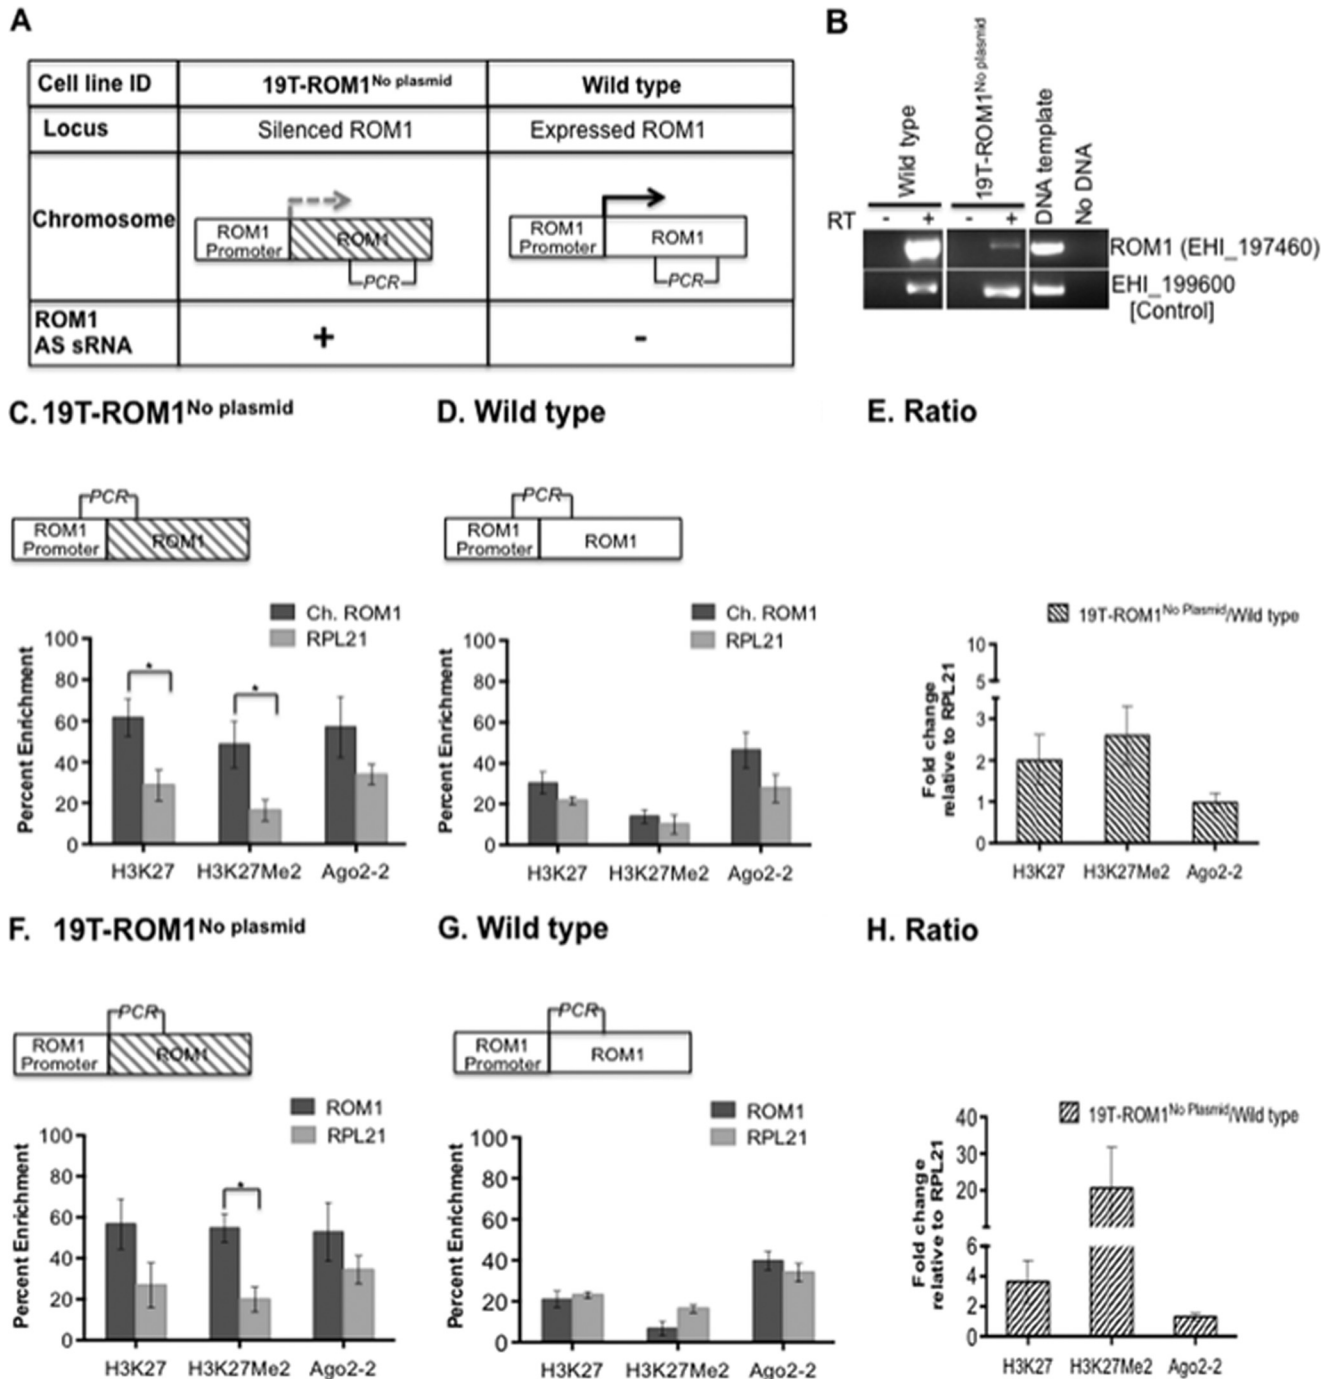 A
Cell line ID 19T-ROM1No plasmid Wild type
Locus Silenced ROM1 Expressed ROM1
Chromosome
ROM1 Promoter ROM1
PCR
ROM1 Promoter ROM1
PCR
ROM1 AS sRNA + -
B
Wild type
19T-ROM1No plasmid
DNA template
No DNA
RT - + - +
ROM1 (EHI_197460)
EHI_199600
[Control]
C. 19T-ROM1No plasmid
PCR
ROM1 Promoter ROM1
Ch. ROM1
RPL21
Percent Enrichment
100
80
60
40
20
0
*
*
H3K27 H3K27Me2 Ago2-2
D. Wild type
PCR
ROM1 Promoter ROM1
Ch. ROM1
RPL21
Percent Enrichment
100
80
60
40
20
0
H3K27 H3K27Me2 Ago2-2
E. Ratio
19T-ROM1No Plasmid/Wild type
Fold change
relative to RPL21
10
5
3
2
1
0
H3K27 H3K27Me2 Ago2-2
F. 19T-ROM1No plasmid
PCR
ROM1 Promoter ROM1
ROM1
RPL21
Percent Enrichment
100
80
60
40
20
0
*
H3K27 H3K27Me2 Ago2-2
G. Wild type
PCR
ROM1 Promoter ROM1
ROM1
RPL21
Percent Enrichment
100
80
60
40
20
0
H3K27 H3K27Me2 Ago2-2
H. Ratio
19T-ROM1No Plasmid/Wild type
Fold change
relative to RPL21
40
30
20
6
4
2
0
H3K27 H3K27Me2 Ago2-2